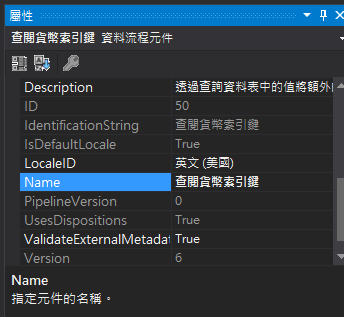 屬性
查閱貨幣索引鍵 資料流程元件
Description 透過查詢資料表中的值將額外
ID 50
IdentificationString 查閱貨幣索引鍵
IsDefaultLocale True
LocaleID 英文 (美國)
Name 查閱貨幣索引鍵
PipelineVersion 0
UsesDispositions True
ValidateExternalMetadat True
Version 6
Name
指定元件的名稱。